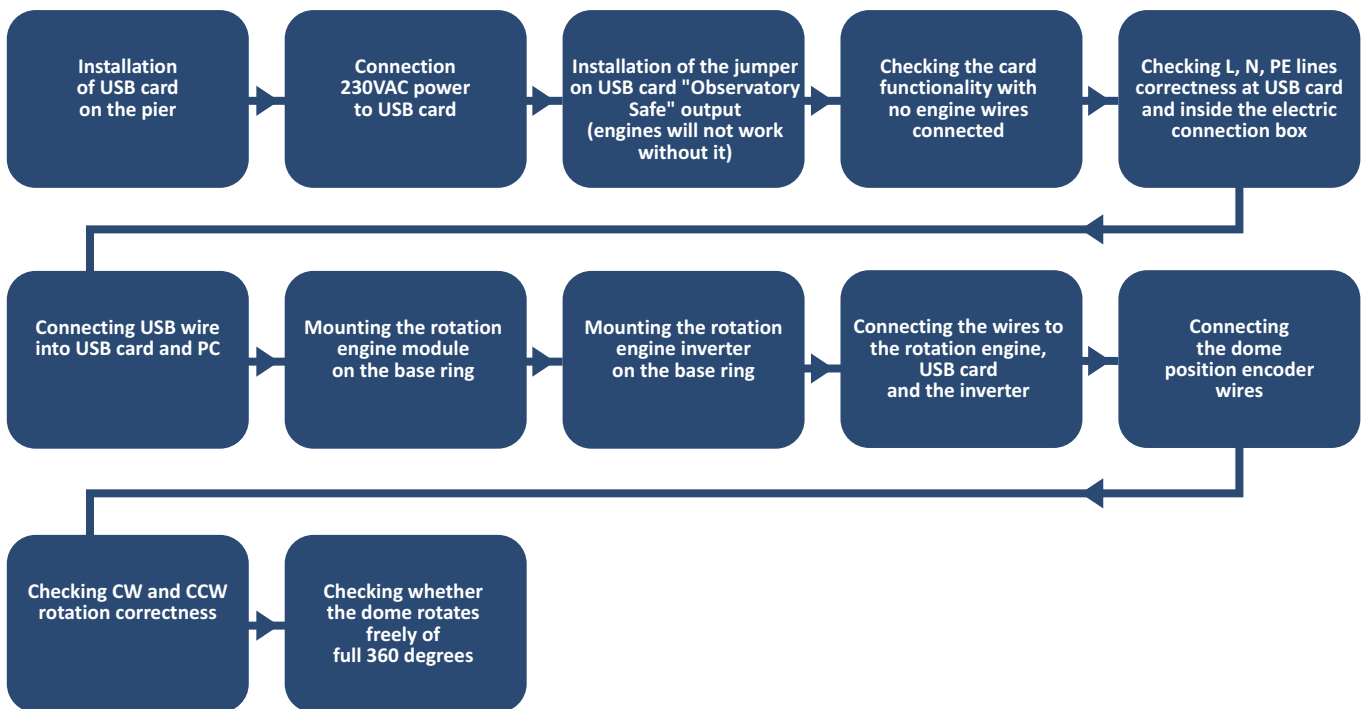 Installation
of USB card
on the pier
Connection
230VAC power
to USB card
Installation of the jumper
on USB card "Observatory
Safe" output
(engines will not work
without it)
Checking the card
functionality with
no engine wires
connected
Checking L, N, PE lines
correctness at USB card
and inside the electric
connection box
Connecting USB wire
into USB card and PC
Mounting the rotation
engine module
on the base ring
Mounting the rotation
engine inverter
on the base ring
Connecting the wires to
the rotation engine,
USB card
and the inverter
Connecting
the dome
position encoder
wires
Checking CW and CCW
rotation correctness
Checking whether
the dome rotates
freely of
full 360 degrees